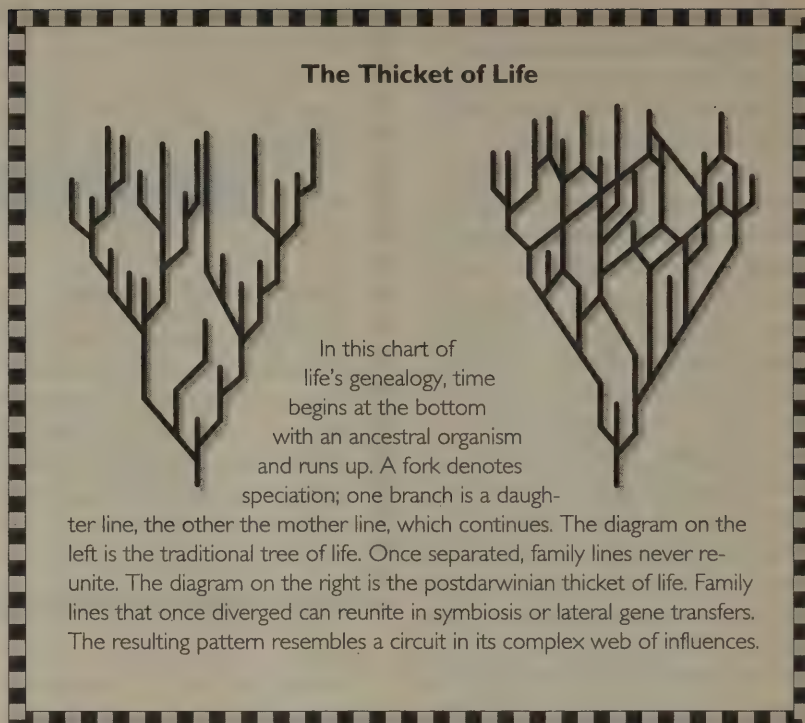 The Thicket of Life
In this chart of
life's genealogy, time
begins at the bottom
with an ancestral organism
and runs up. A fork denotes
speciation; one branch is a daugh-
ter line, the other the mother line, which continues. The diagram on the
left is the traditional tree of life. Once separated, family lines never re-
unite. The diagram on the right is the postdarwinian thicket of life. Family
lines that once diverged can reunite in symbiosis or lateral gene transfers.
The resulting pattern resembles a circuit in its complex web of influences.